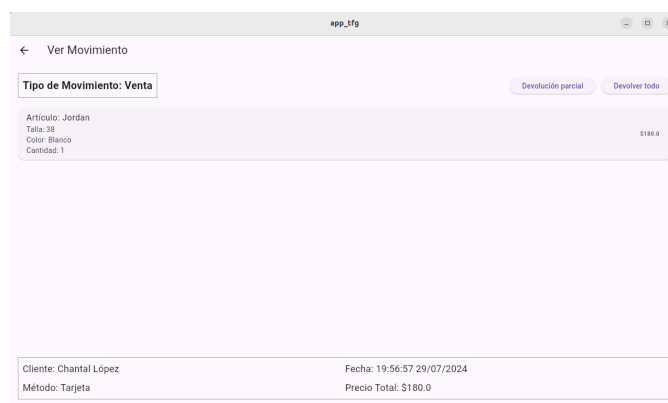 app_tfg
Ver Movimiento
Tipo de Movimiento: Venta
Devolución parcial
Devolver todo
Artículo: Jordan
Talla: 38
Color: Blanco
Cantidad: 1
$180.0
Cliente: Chantal López
Fecha: 19:56:57 29/07/2024
Método: Tarjeta
Precio Total: $180.0